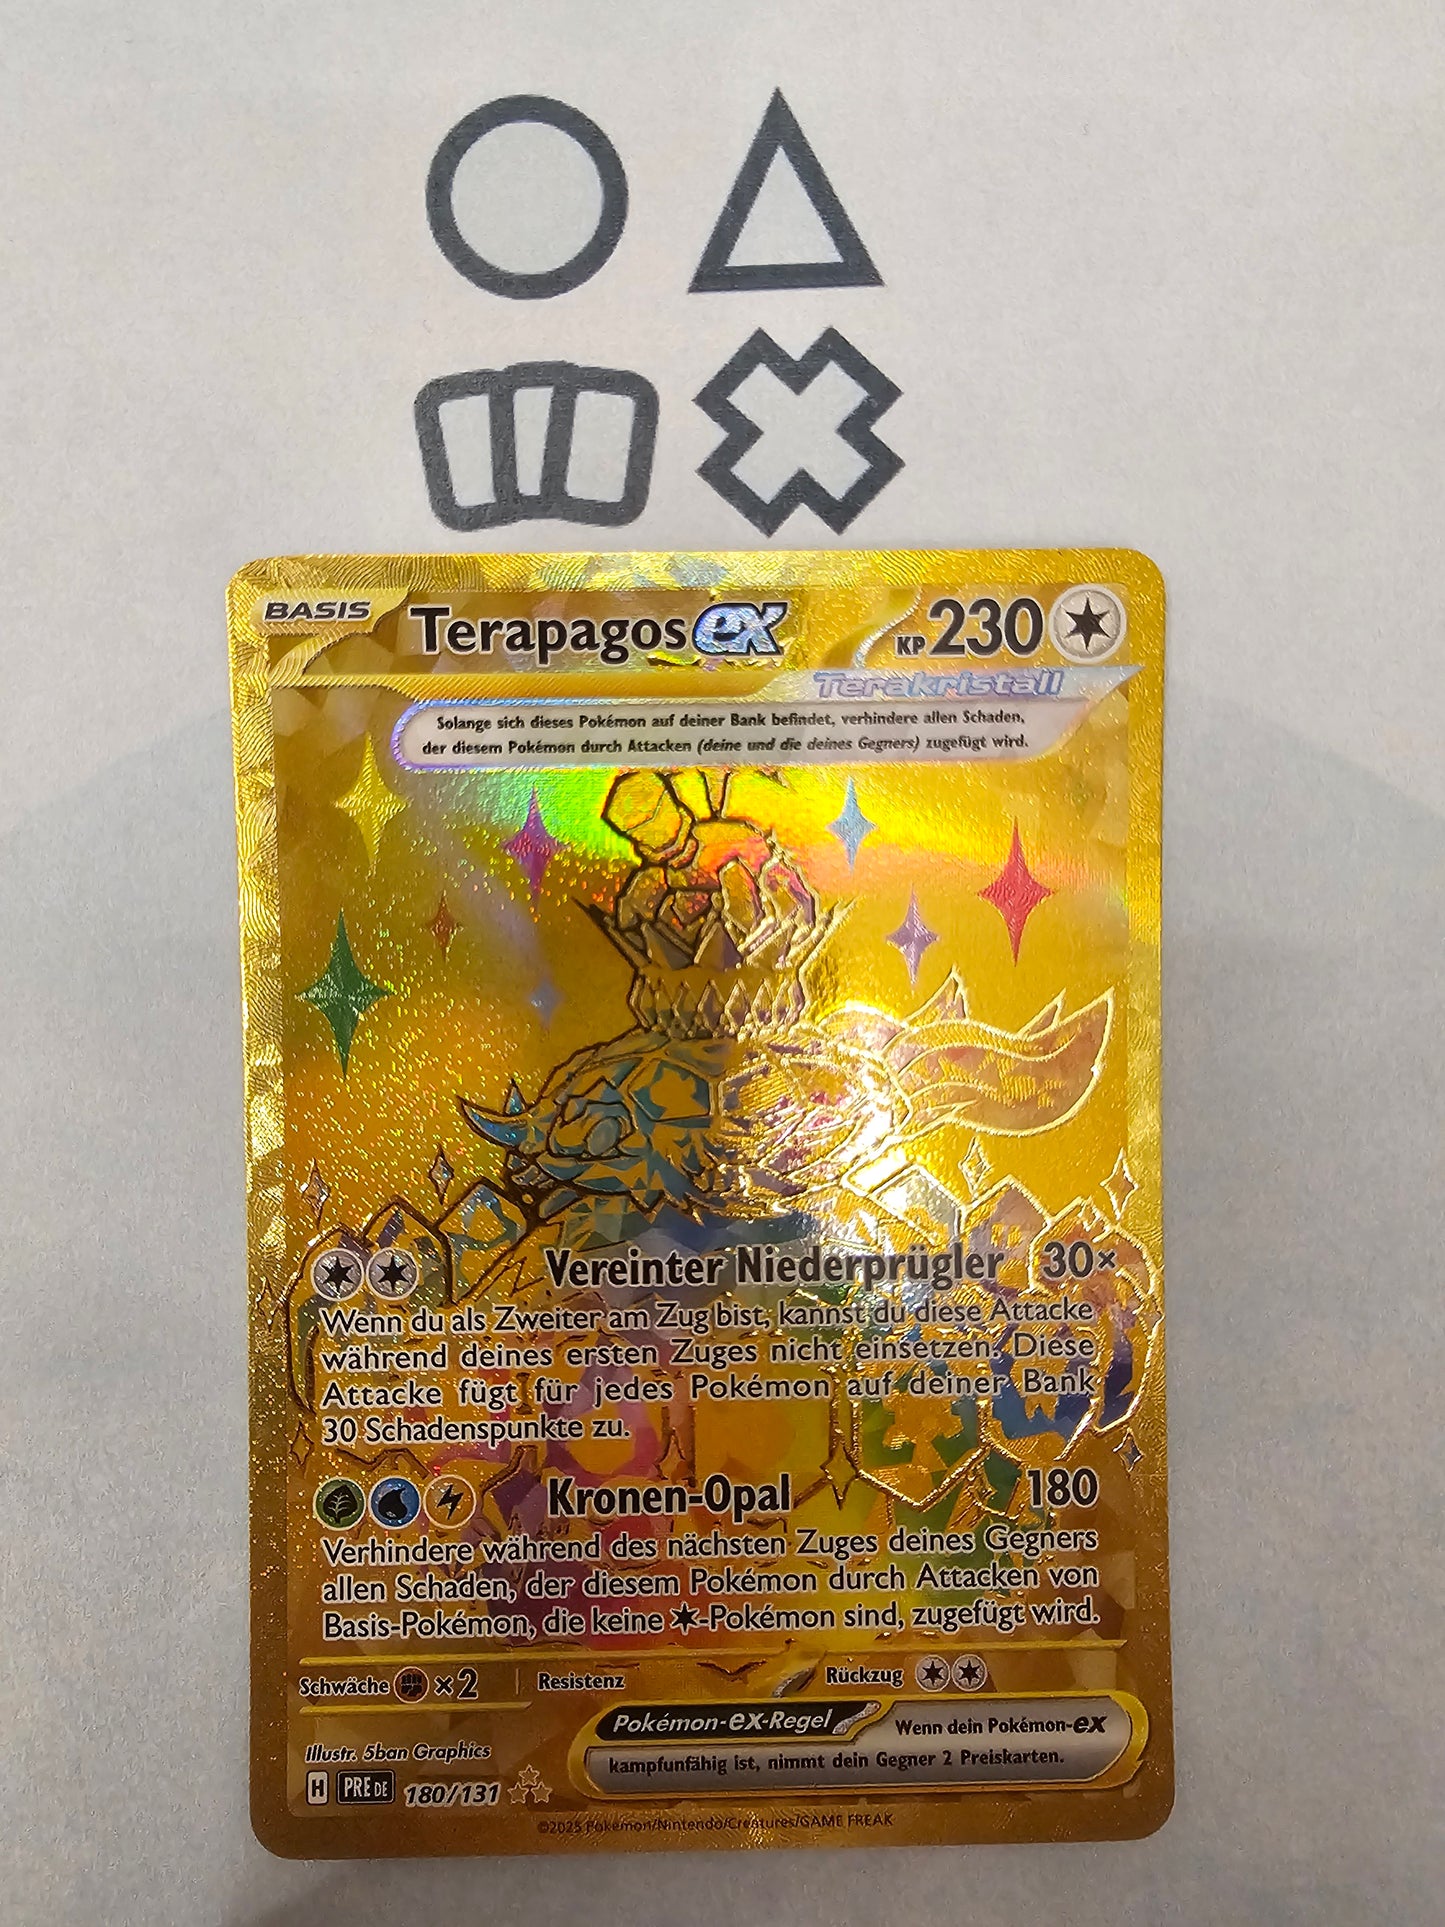 BASIS Terapagos ex KP 230
Terakristall
Solange sich dieses Pokémon auf deiner Bank befindet, verhindere allen Schaden,
der diesem Pokémon durch Attacken (deine und die deines Gegners) zugefügt wird.
Vereinter Niederprügler 30×
Wenn du als Zweiter am Zug bist, kannst du diese Attacke
während deines ersten Zuges nicht einsetzen. Diese
Attacke fügt für jedes Pokémon auf deiner Bank
30 Schadenspunkte zu.
Kronen-Opal 180
Verhindere während des nächsten Zuges deines Gegners
allen Schaden, der diesem Pokémon durch Attacken von
Basis-Pokémon, die keine -Pokémon sind, zugefügt wird.
Schwäche ×2 Resistenz Rückzug
Pokémon-ex-Regel Wenn dein Pokémon-ex
kampfunfähig ist, nimmt dein Gegner 2 Preiskarten.
Illustr. 5ban Graphics
H PRE DE 180/131
©2025 Pokémon/Nintendo/Creatures/GAME FREAK